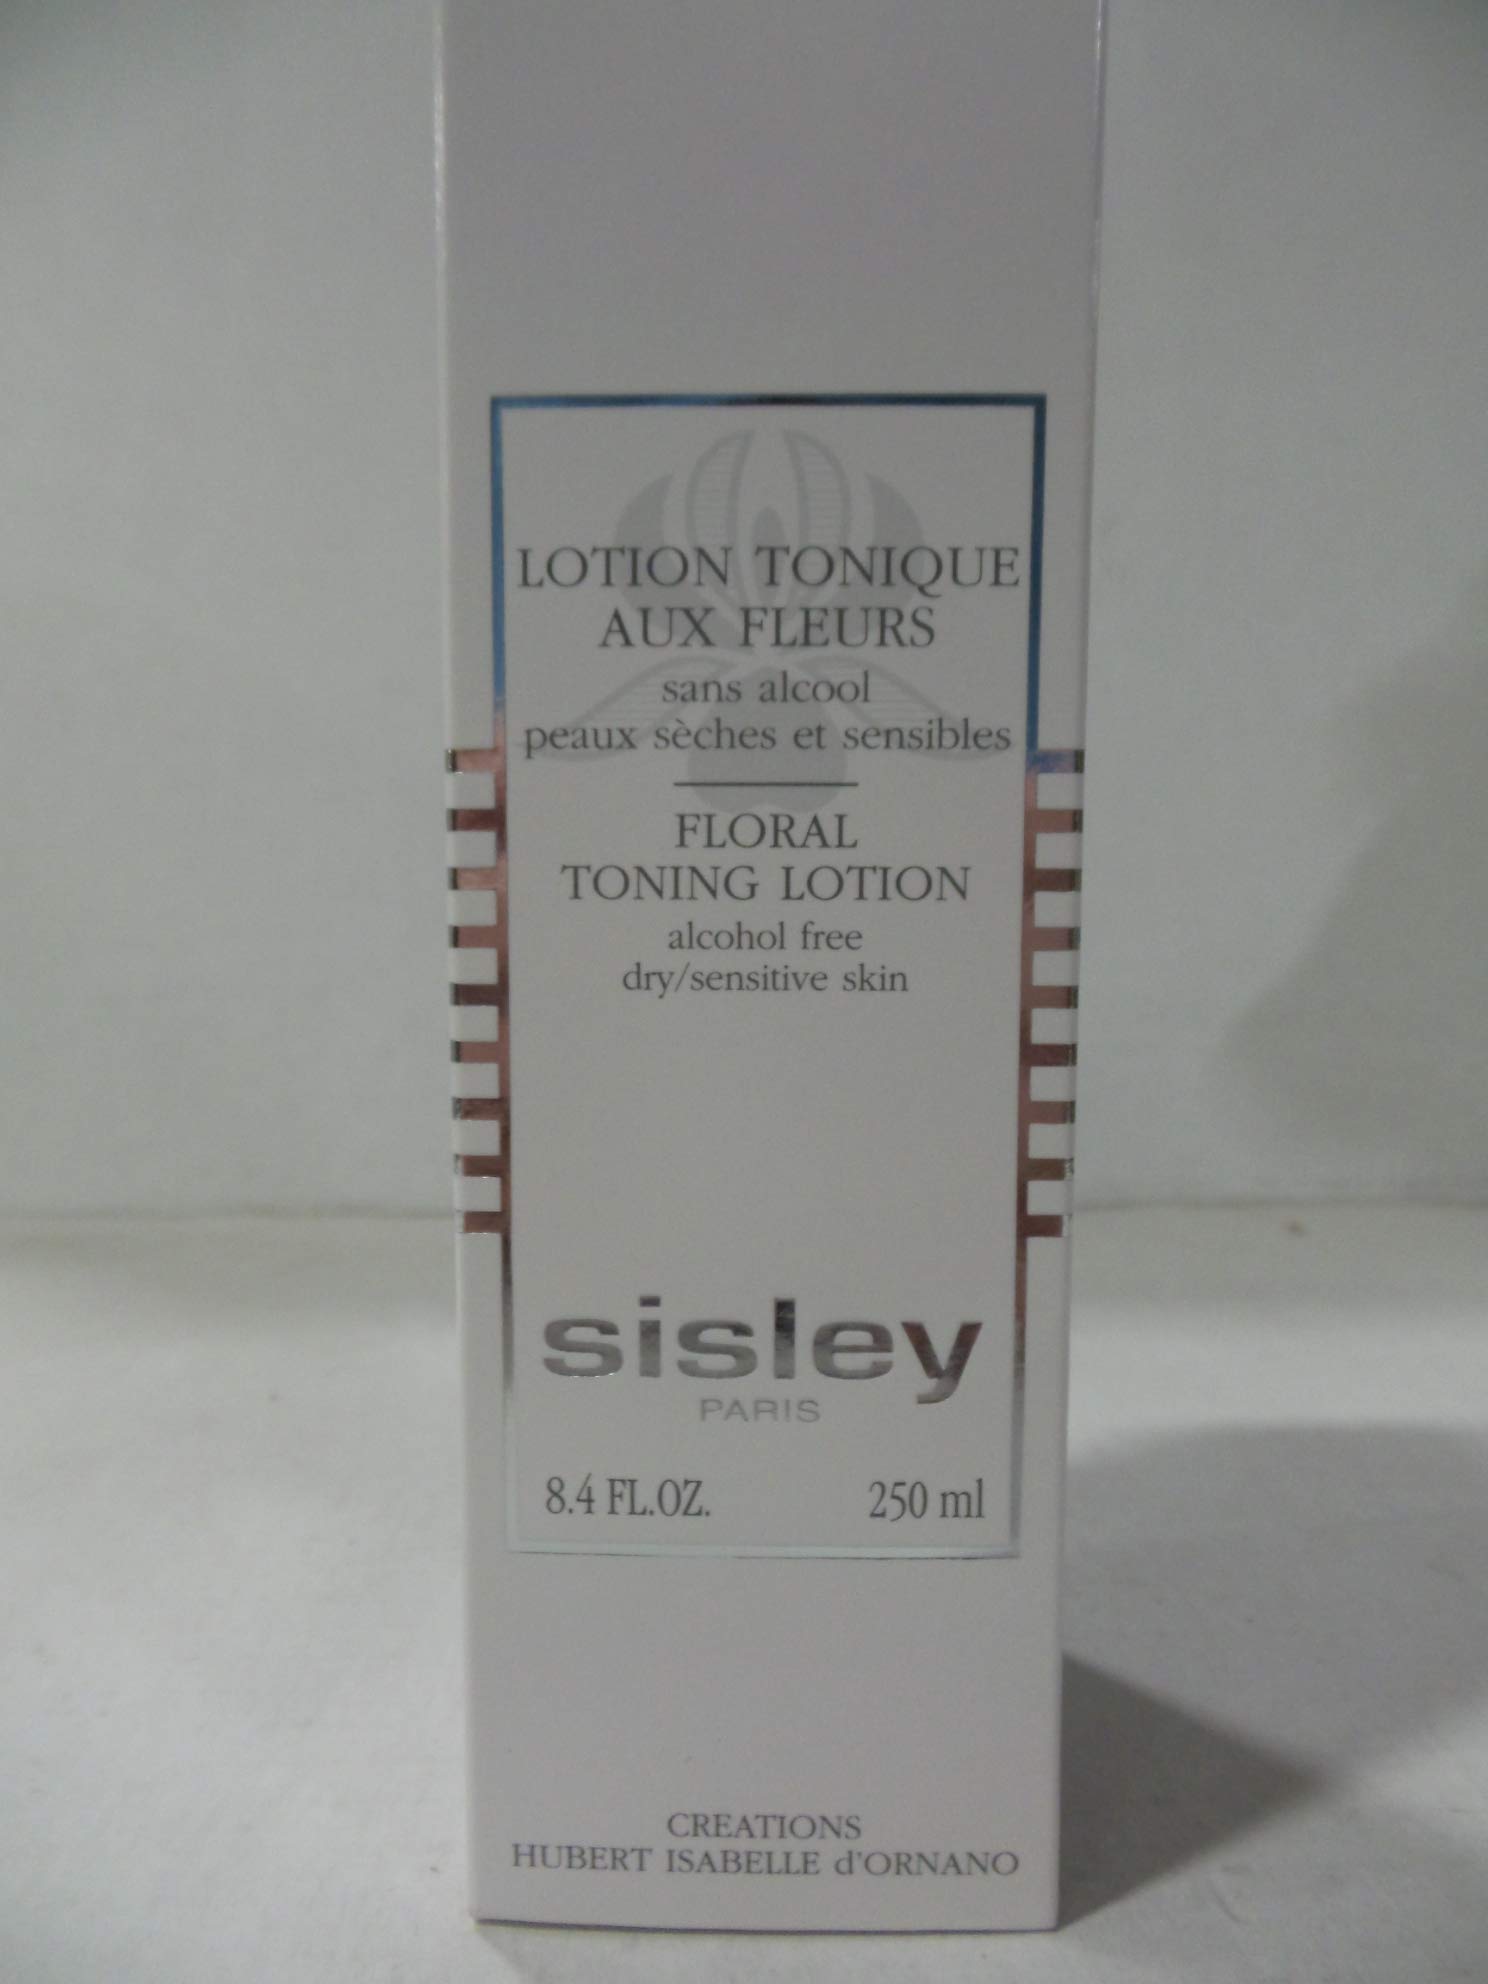 LOTION TONIQUE
AUX FLEURS
sans alcool
peaux sèches et sensibles
FLORAL
TONING LOTION
alcohol free
dry/sensitive skin
sisley
PARIS
8.4 FL.OZ. 250 ml
CREATIONS
HUBERT ISABELLE d'ORNANO